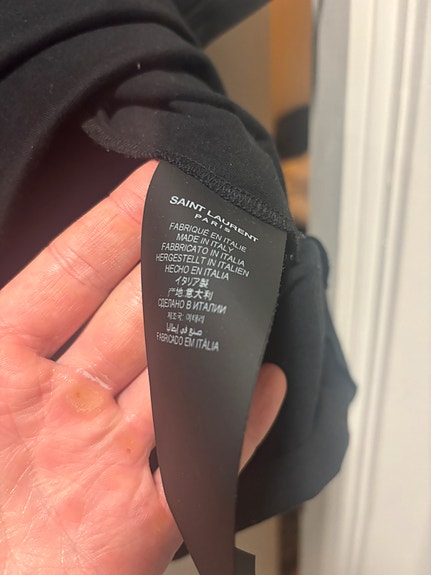 SAINT LAURENT
PARIS
FABRIQUÉ EN ITALIE
MADE IN ITALY
FABBRICATO IN ITALIA
HERGESTELLT IN ITALIEN
HECHO EN ITALIA
イタリア製
产地意大利
СДЕЛАНО В ИТАЛИИ
제조국: 이태리
صنع في إيطاليا
FABRICADO EM ITÁLIA